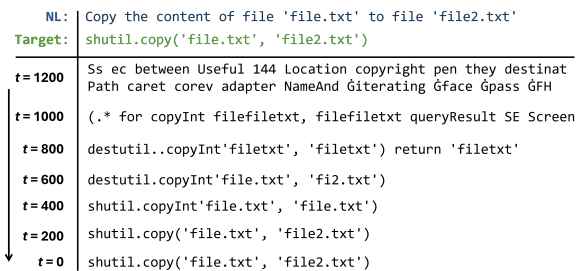 NL: Copy the content of file 'file.txt' to file 'file2.txt'
Target: shutil.copy('file.txt', 'file2.txt')
t = 1200 Ss ec between Useful 144 Location copyright pen they destinat
Path caret corev adapter NameAnd Ġiterating Ġface Ġpass ĠFH
t = 1000 (.* for copyInt filefiletxt, filefiletxt queryResult SE Screen
t = 800 destutil..copyInt'filetxt', 'filetxt') return 'filetxt'
t = 600 destutil.copyInt'file.txt', 'fi2.txt')
t = 400 shutil.copyInt'file.txt', 'file.txt')
t = 200 shutil.copy('file.txt', 'file2.txt')
t = 0 shutil.copy('file.txt', 'file2.txt')